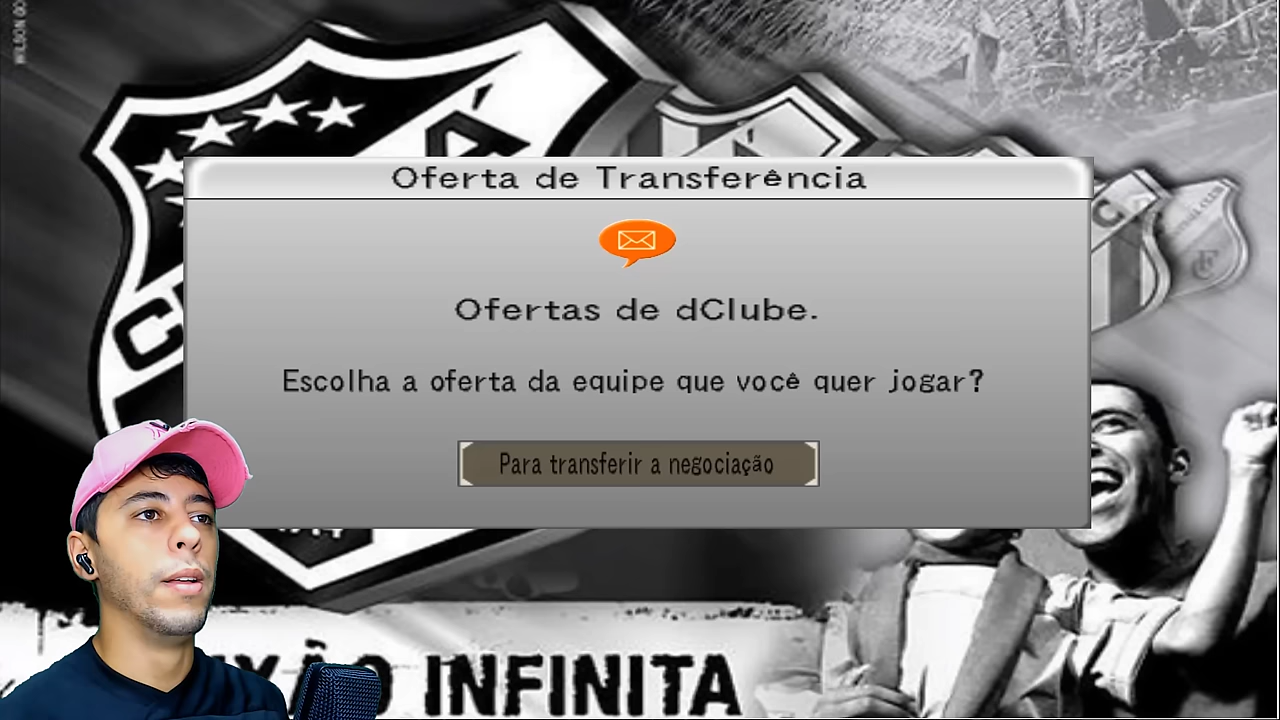 Oferta de Transferência
Ofertas de dClube.
Escolha a oferta da equipe que você quer jogar?
Para transferir a negociação
INFINITA